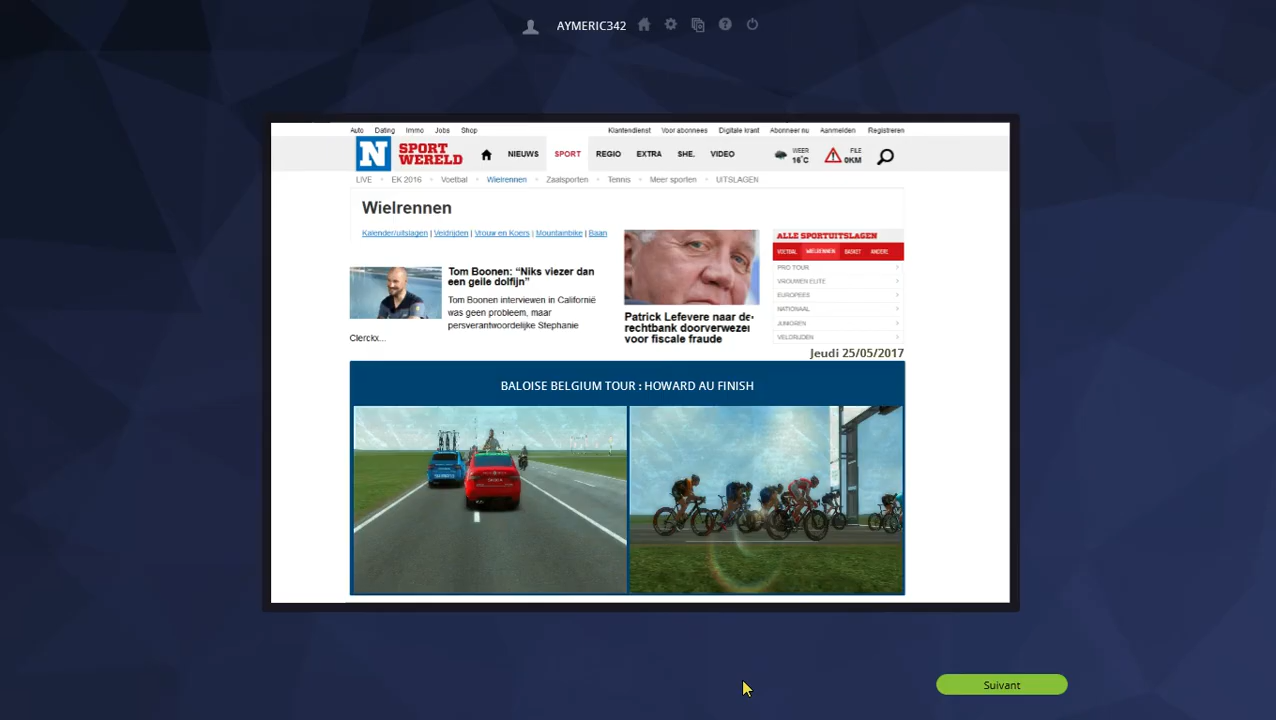 AYMERIC342
Auto Dating Immo Jobs Shop Klantendienst Voor abonnees Digitale krant Abonneer nu Aanmelden Registreren
N SPORT WERELD NIEUWS SPORT REGIO EXTRA SHE. VIDEO WEER 16°C FILE 0KM
LIVE EK 2016 Voetbal Wielrennen Zaalsporten Tennis Meer sporten UITSLAGEN
Wielrennen
Kalender/uitslagen | Veldrijden | Vrouw en Koers | Mountainbike | Baan
ALLE SPORTUITSLAGEN
VOETBAL WIELRENNEN BASKET ANDERE
PRO TOUR
VROUWEN ELITE
EUROPEES
NATIONAAL
JUNIOREN
VELDRIJDEN
Tom Boonen: “Niks viezer dan
een geile dolfijn”
Tom Boonen interviewen in Californië
was geen probleem, maar
persverantwoordelijke Stephanie
Clerckx...
Patrick Lefevere naar de
rechtbank doorverwezen
voor fiscale fraude
Jeudi 25/05/2017
BALOISE BELGIUM TOUR : HOWARD AU FINISH
Suivant